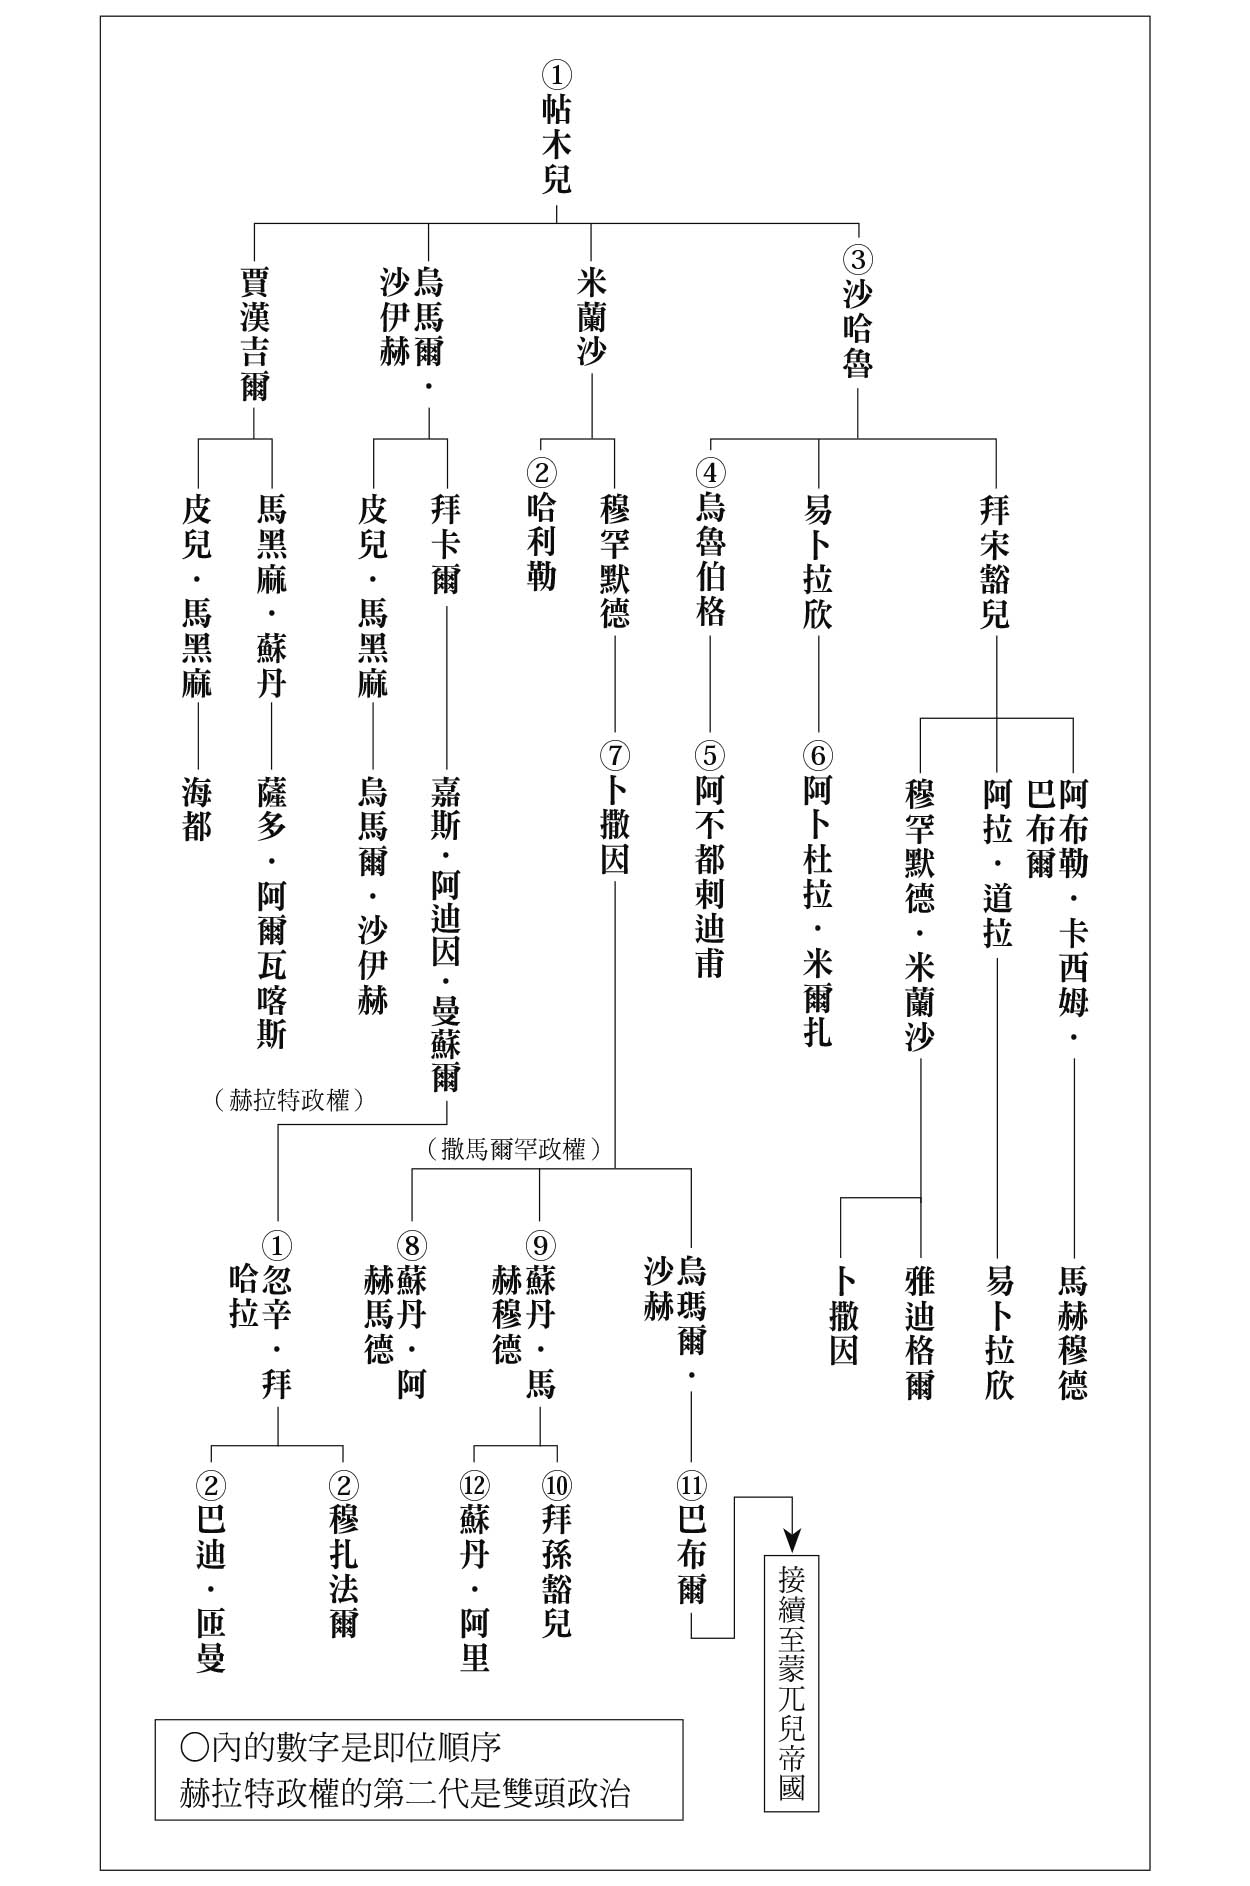 ①帖木兒
③沙哈魯
米蘭沙
烏馬爾・
沙伊赫
賈漢吉爾
拜宋豁兒
易卜拉欣
④烏魯伯格
穆罕默德
②哈利勒
拜卡爾
皮兒・馬黑麻
馬黑麻・蘇丹
皮兒・馬黑麻
阿布勒・卡西姆・
巴布爾
阿拉・道拉
穆罕默德・米蘭沙
⑥阿卜杜拉・米爾扎
⑤阿不都剌迪甫
⑦卜撒因
嘉斯・阿迪因・曼蘇爾
烏馬爾・沙伊赫
薩多・阿爾瓦喀斯
海都
（赫拉特政權）
（撒馬爾罕政權）
馬赫穆德
易卜拉欣
雅迪格爾
卜撒因
烏瑪爾・
沙赫
⑨蘇丹・馬
赫穆德
⑧蘇丹・阿
赫馬德
①忽辛・拜
哈拉
⑪巴布爾
⑩拜孫豁兒
⑫蘇丹・阿里
②穆扎法爾
②巴迪・匝曼
接續至蒙兀兒帝國
○內的數字是即位順序
赫拉特政權的第二代是雙頭政治